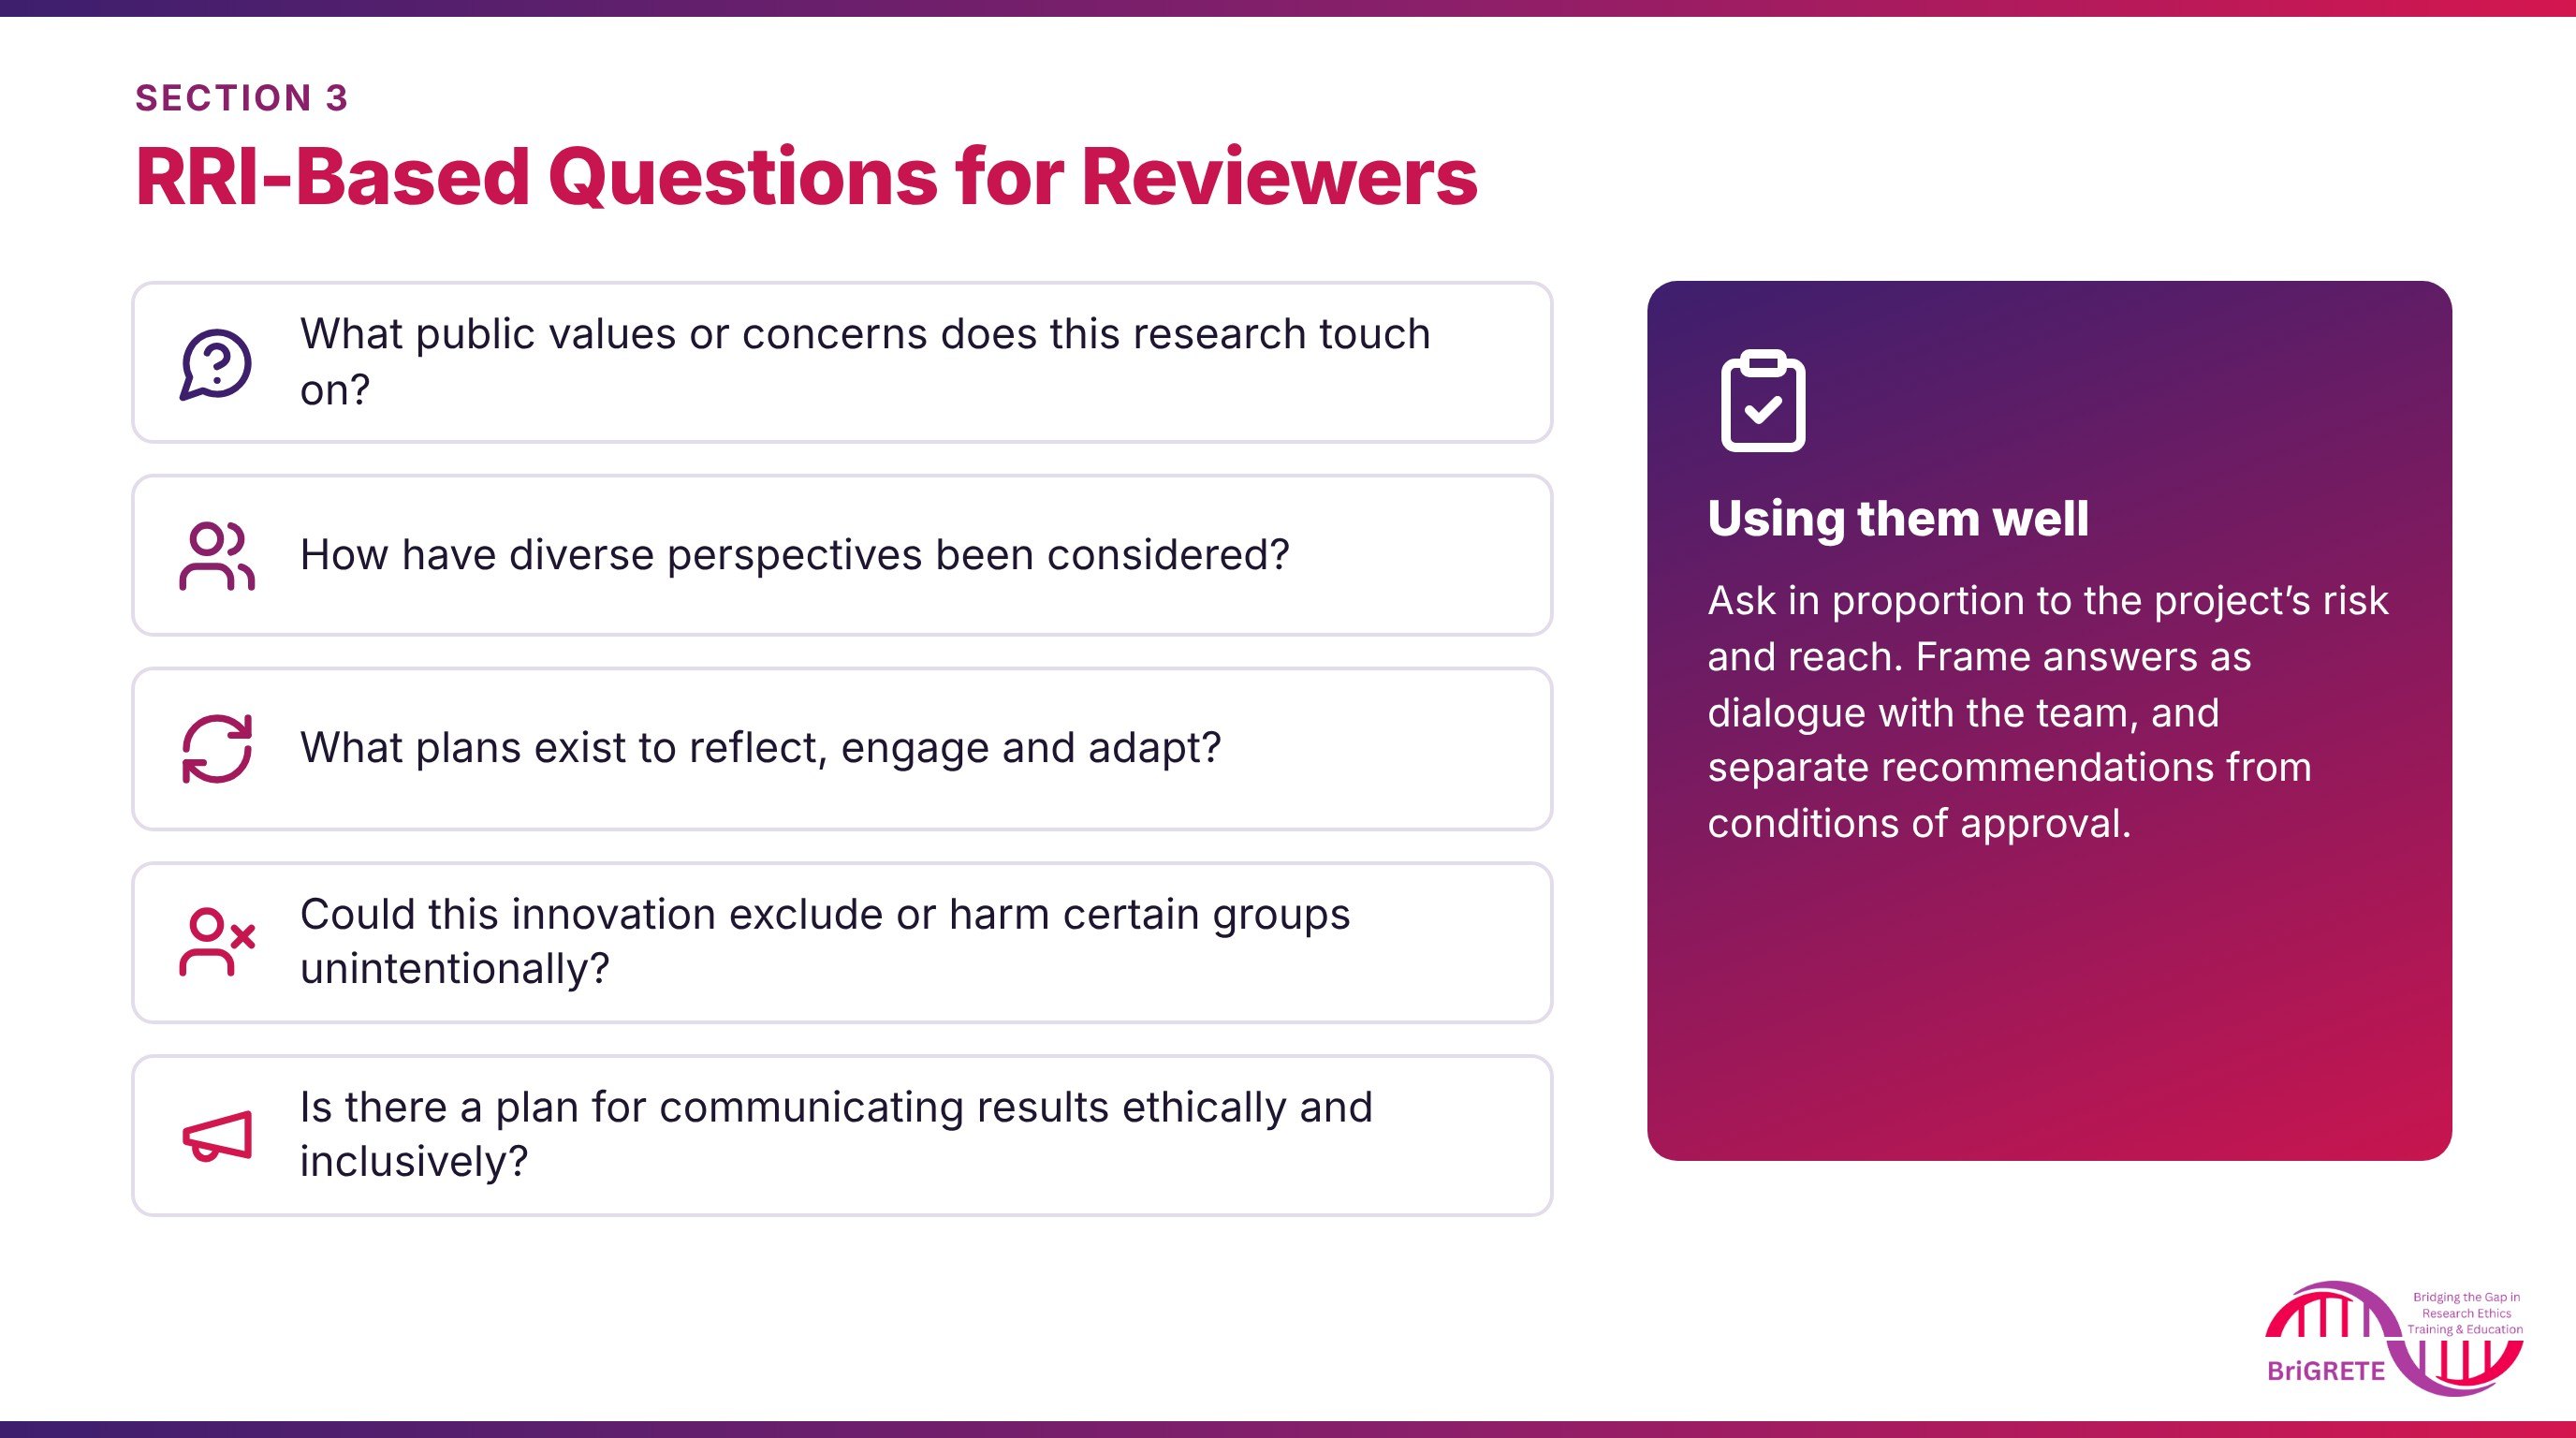 SECTION 3
RRI-Based Questions for Reviewers
What public values or concerns does this research touch
on?
How have diverse perspectives been considered?
What plans exist to reflect, engage and adapt?
Could this innovation exclude or harm certain groups
unintentionally?
Is there a plan for communicating results ethically and
inclusively?
Using them well
Ask in proportion to the project’s risk
and reach. Frame answers as
dialogue with the team, and
separate recommendations from
conditions of approval.
Bridging the Gap in
Research Ethics
Training & Education
BriGRETE